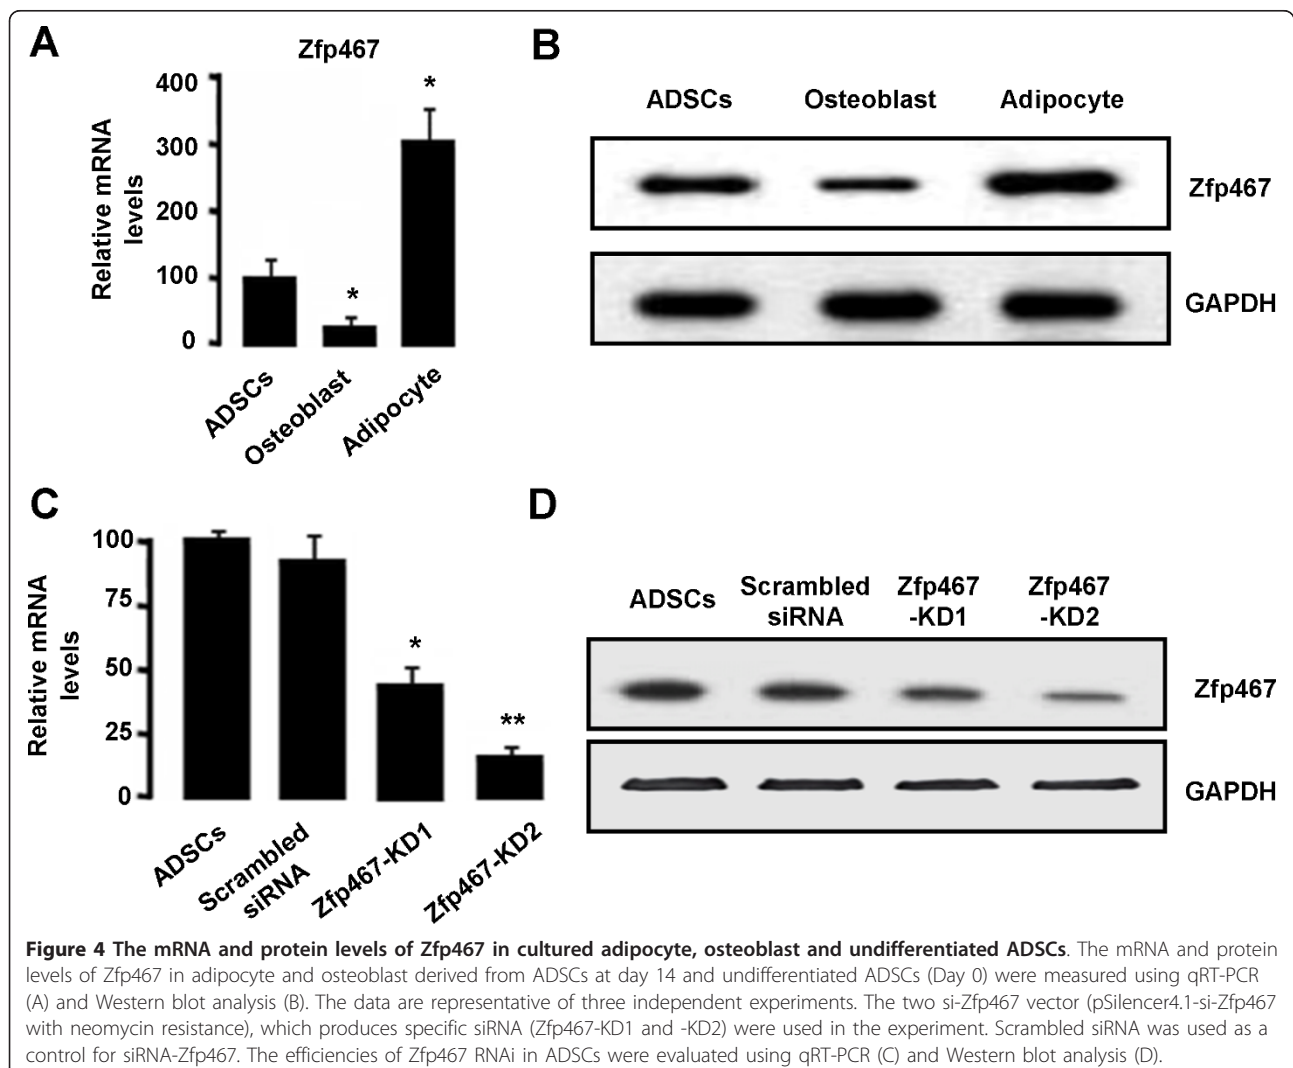 A
Zfp467
Relative mRNA
levels
400
300
200
100
0
*
*
ADSCs
Osteoblast
Adipocyte
B
ADSCs Osteoblast Adipocyte
Zfp467
GAPDH
C
Relative mRNA
levels
100
75
50
25
0
*
**
ADSCs
Scrambled
siRNA
Zfp467-KD1
Zfp467-KD2
D
ADSCs
Scrambled
siRNA
Zfp467
-KD1
Zfp467
-KD2
Zfp467
GAPDH
Figure 4 The mRNA and protein levels of Zfp467 in cultured adipocyte, osteoblast and undifferentiated ADSCs. The mRNA and protein
levels of Zfp467 in adipocyte and osteoblast derived from ADSCs at day 14 and undifferentiated ADSCs (Day 0) were measured using qRT-PCR
(A) and Western blot analysis (B). The data are representative of three independent experiments. The two si-Zfp467 vector (pSilencer4.1-si-Zfp467
with neomycin resistance), which produces specific siRNA (Zfp467-KD1 and -KD2) were used in the experiment. Scrambled siRNA was used as a
control for siRNA-Zfp467. The efficiencies of Zfp467 RNAi in ADSCs were evaluated using qRT-PCR (C) and Western blot analysis (D).